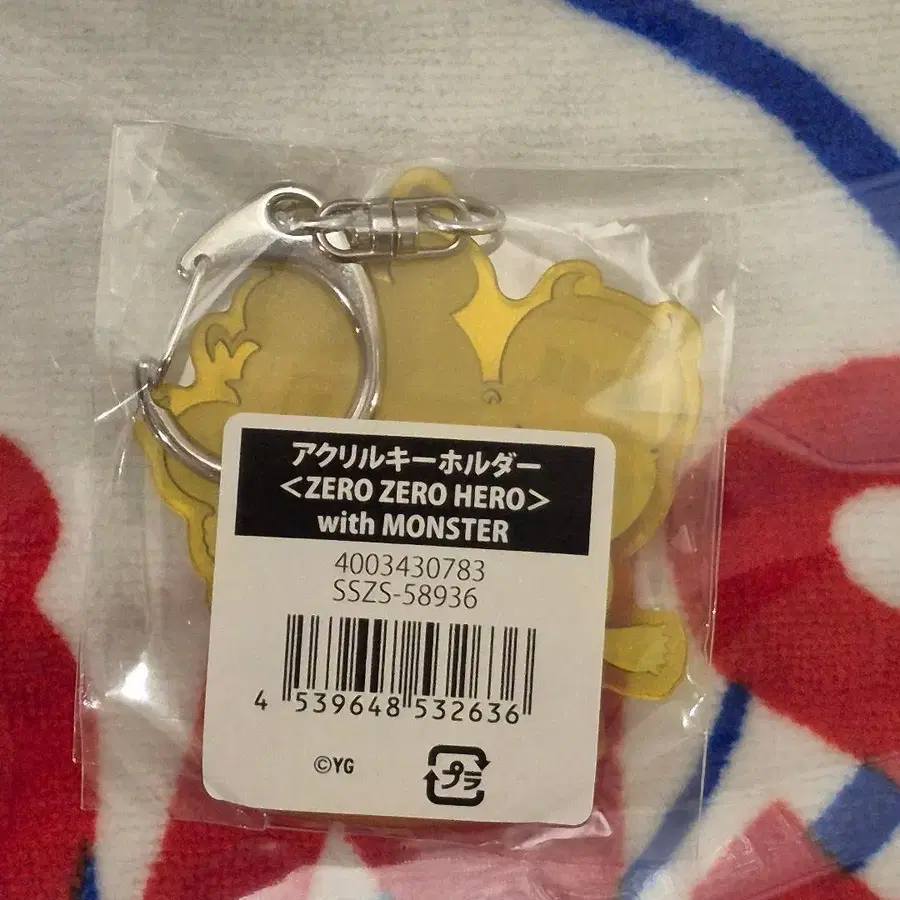 アクリルキーホルダー
<ZERO ZERO HERO>
with MONSTER
4003430783
SSZS-58936
4 539648 532636
©YG
プラ